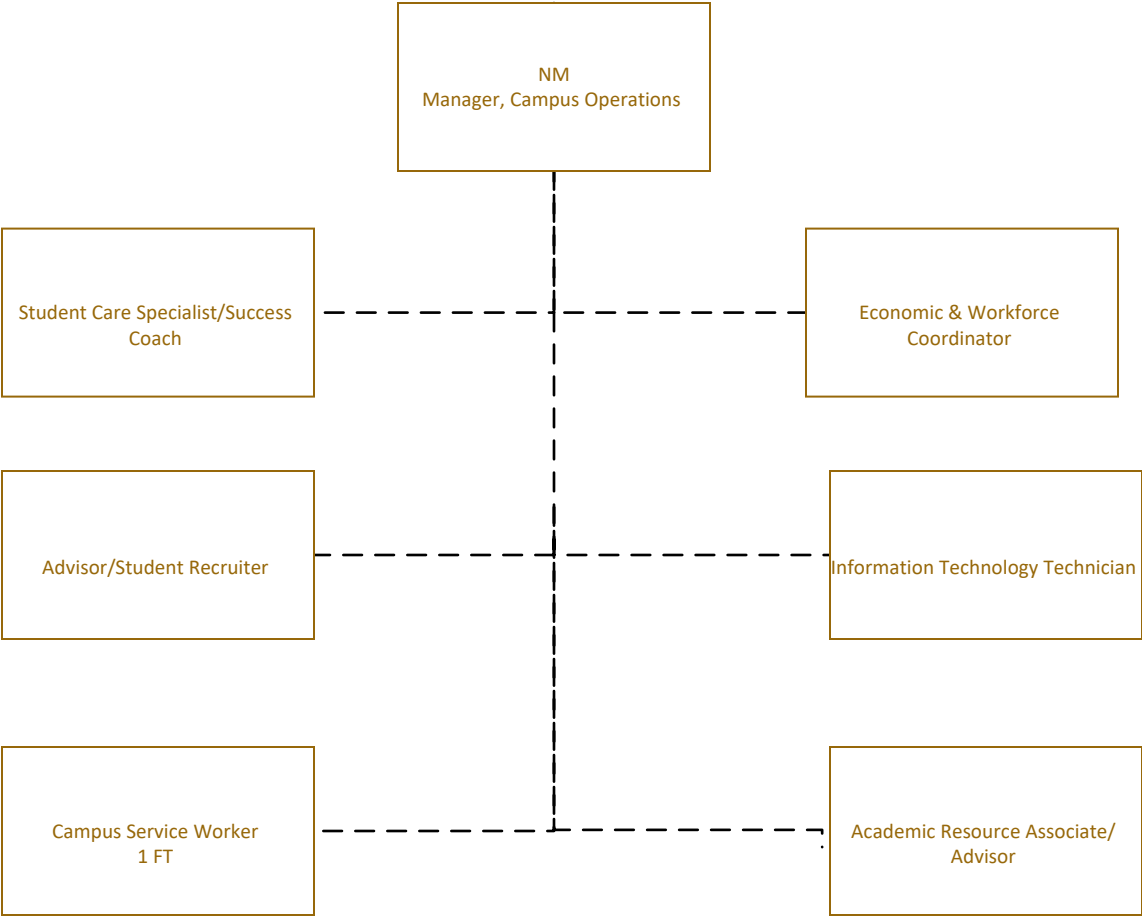 NM
Manager, Campus Operations
Student Care Specialist/Success
Coach
Economic & Workforce
Coordinator
Advisor/Student Recruiter
Information Technology Technician
Campus Service Worker
1 FT
Academic Resource Associate/
Advisor